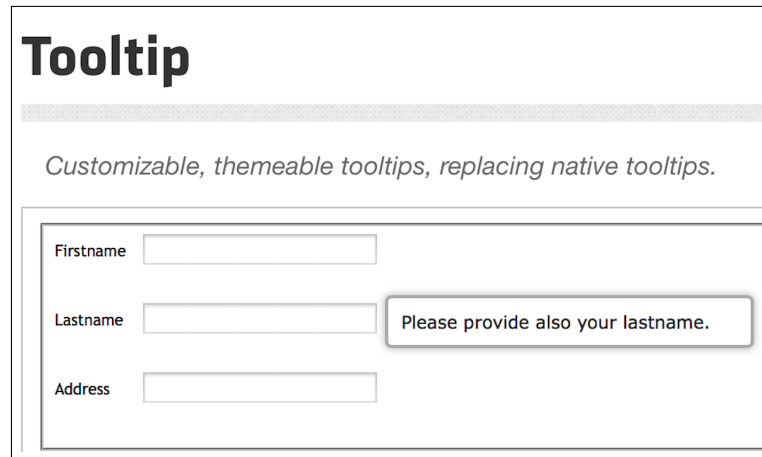 Tooltip
Customizable, themeable tooltips, replacing native tooltips.
Firstname
Lastname Please provide also your lastname.
Address